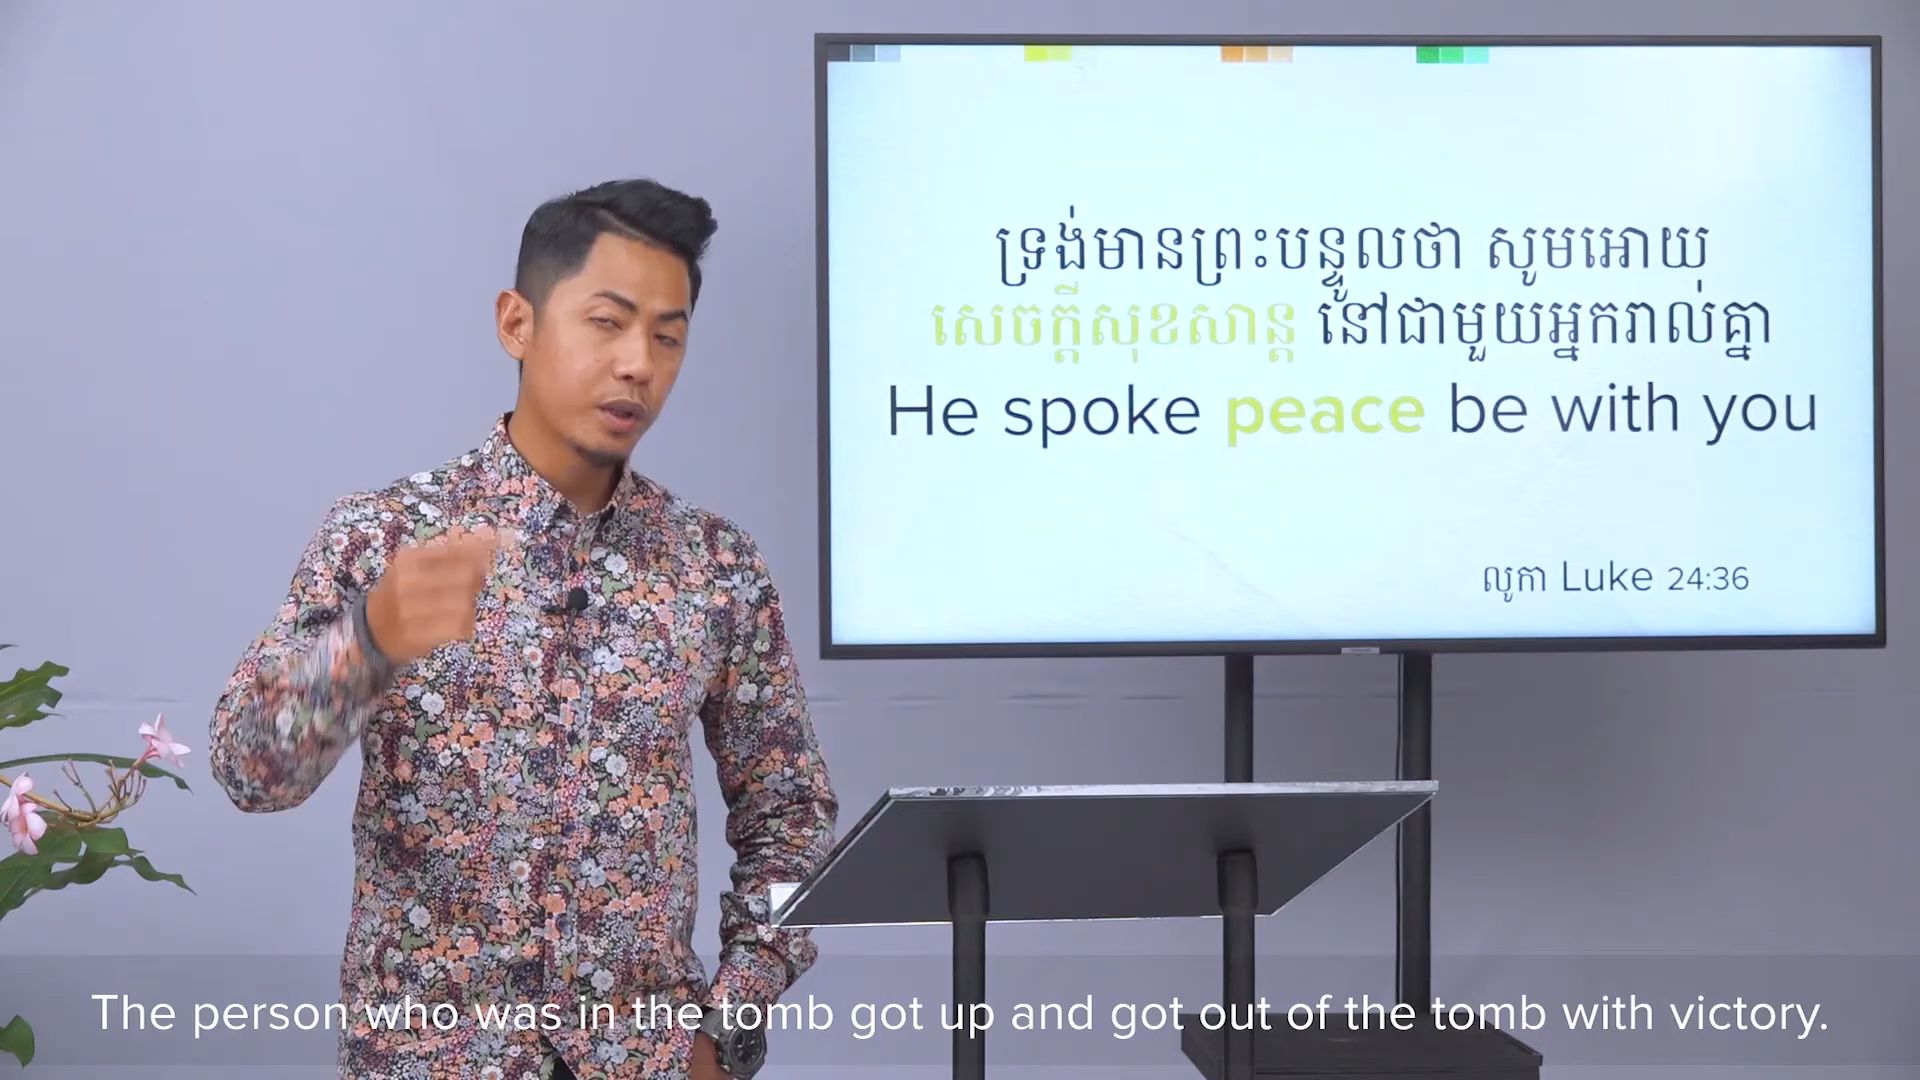 ទ្រង់មានព្រះបន្ទូលថា សូមអោយ
សេចក្ដីសុខសាន្ត នៅជាមួយអ្នករាល់គ្នា
He spoke peace be with you
លូកា Luke 24:36
The person who was in the tomb got up and got out of the tomb with victory.